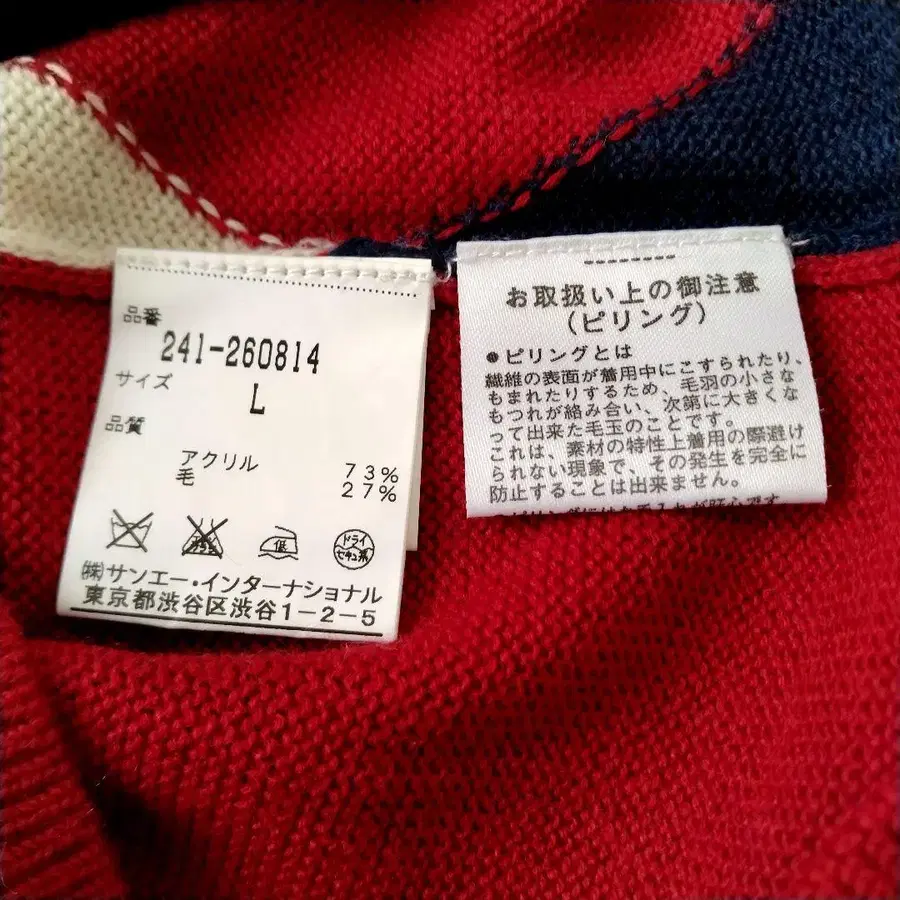 品番
241-260814
サイズ
L
品質
アクリル 73%
毛 27%
低
ドライ
セキュ系
(株)サンエー・インターナショナル
東京都渋谷区渋谷1-2-5
お取扱い上の御注意
(ピリング)
●ピリングとは
繊維の表面が着用中にこすられたり、
もまれたりするため、毛羽の小さな
もつれが絡み合い、次第に大きくな
って出来た毛玉のことです。
これは、素材の特性上着用の際避け
られない現象で、その発生を完全に
防止することは出来ません。